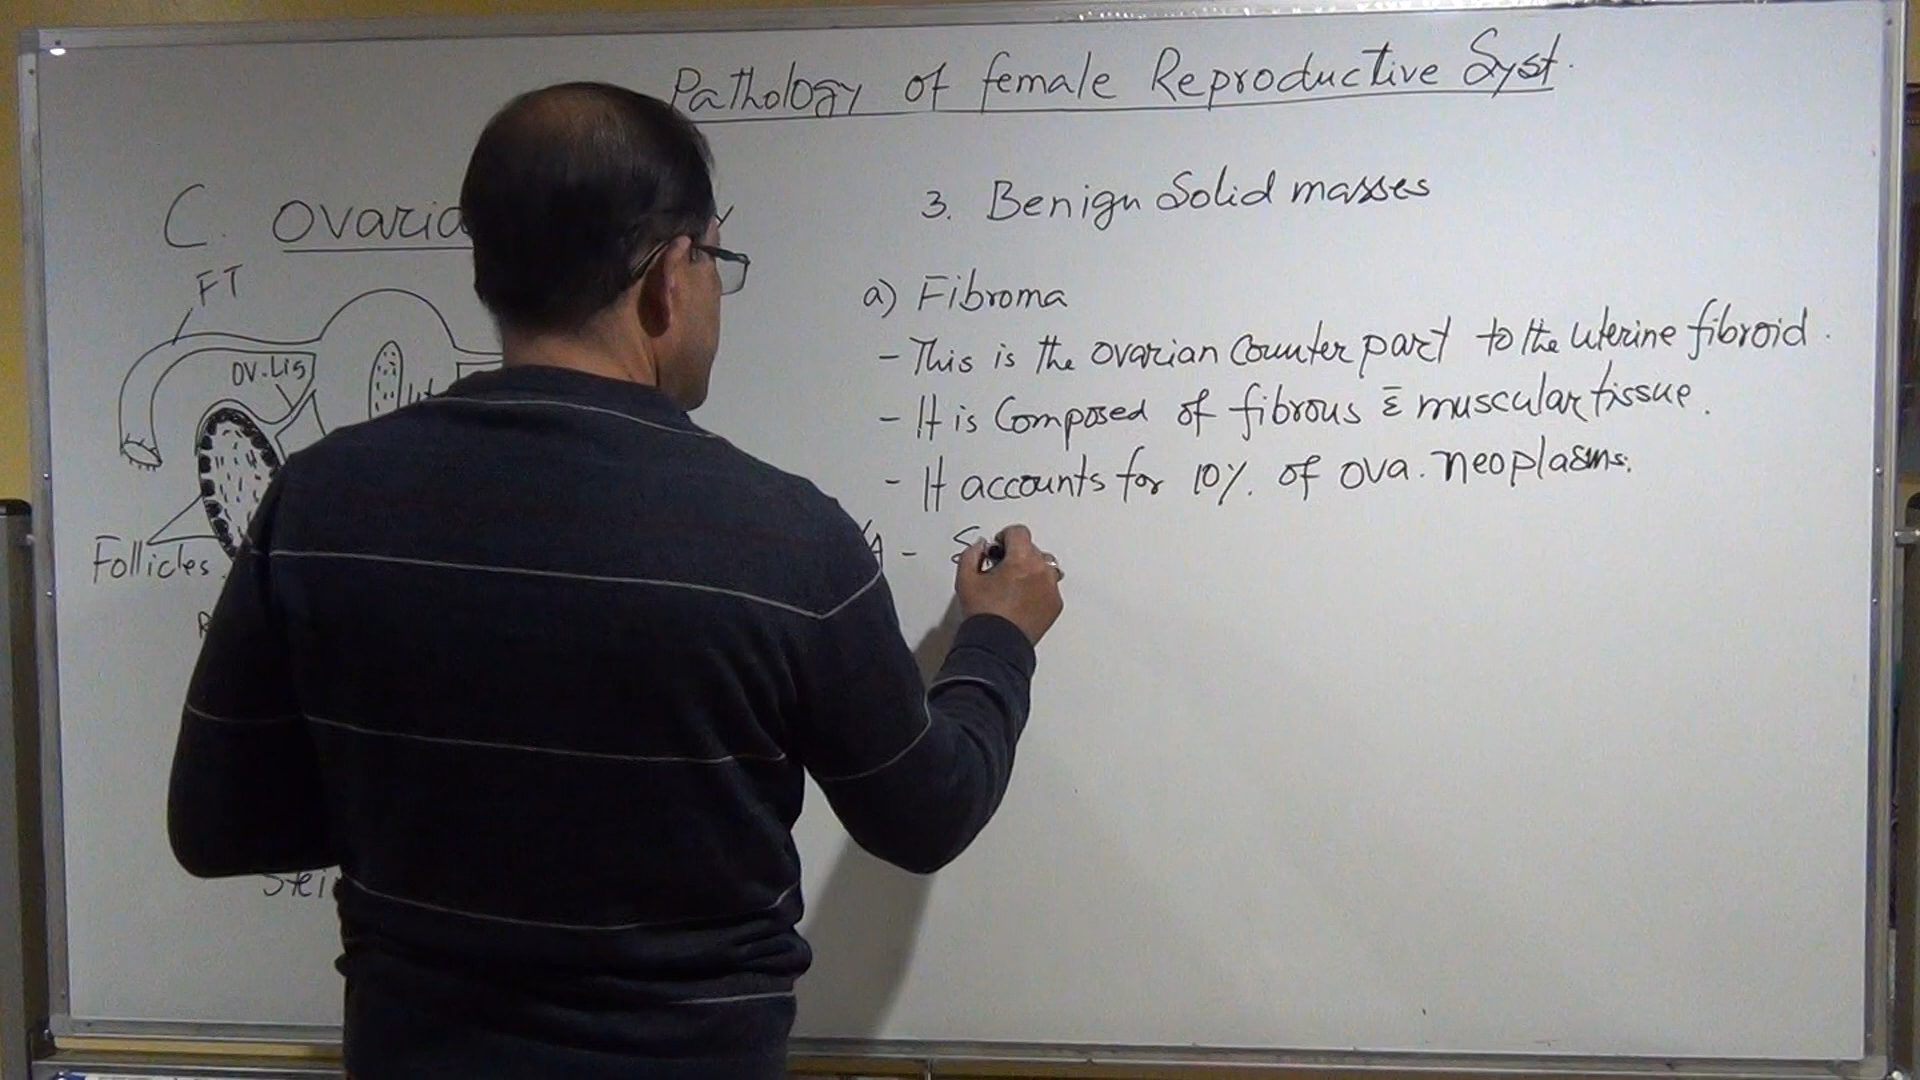 Pathology of female Reproductive Syst.
C. Ovaria
FT
OV. Lig
Follicles
3. Benign Solid masses
a) Fibroma
- This is the ovarian Counter part to the uterine fibroid.
- It is Composed of fibrous c̄ muscular tissue.
- It accounts for 10% of ova. neoplasms.
-
Stei